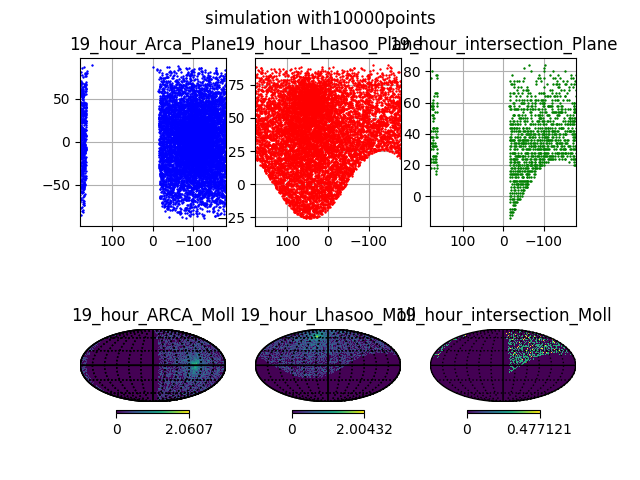 simulation with10000points
19_hour_Arca_Plane 19_hour_Lhasoo_Plane 19_hour_intersection_Plane
50 0 −50
100 0 −100
75 50 25 0 −25
100 0 −100
80 60 40 20 0
100 0 −100
19_hour_ARCA_Moll 19_hour_Lhasoo_Moll 19_hour_intersection_Moll
0 2.0607 0 2.00432 0 0.477121